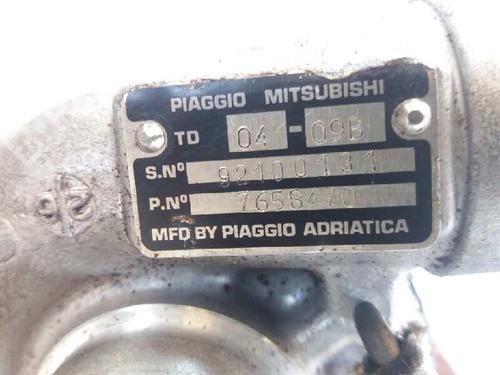 PIAGGIO MITSUBISHI
TD 04-09B
S.Nº 92100131
P.Nº 7658470
MFD BY PIAGGIO ADRIATICA